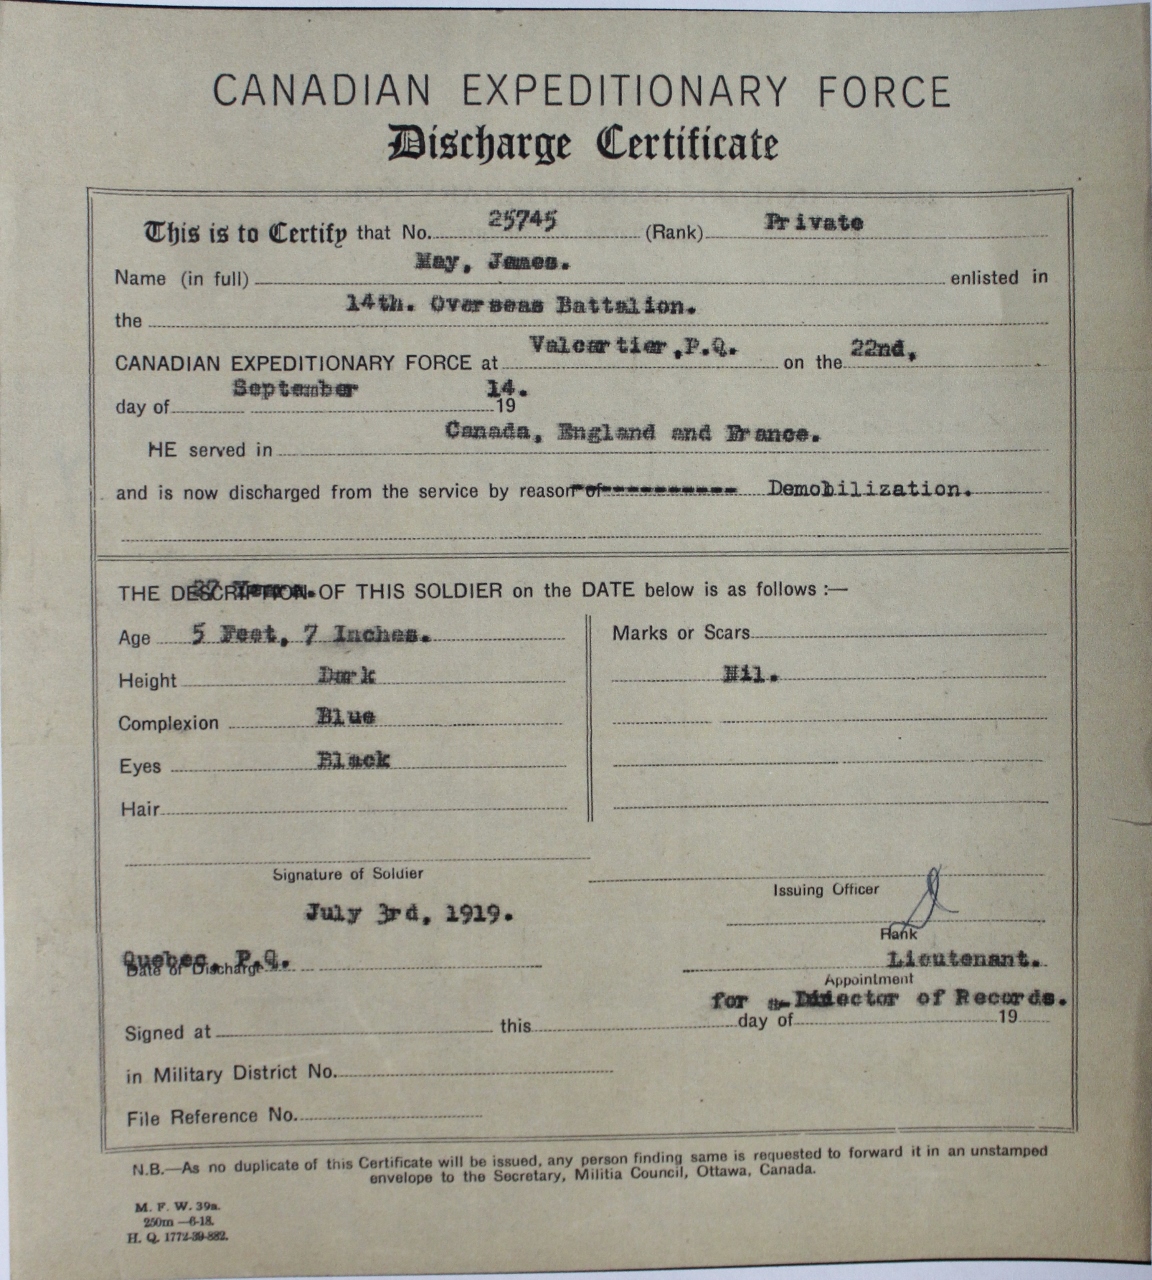 CANADIAN EXPEDITIONARY FORCE
Discharge Certificate
This is to Certify that No. 25745 (Rank) Private
Name (in full) May, James. enlisted in
the 14th. Overseas Battalion.
CANADIAN EXPEDITIONARY FORCE at Valcartier,P.Q. on the 22nd,
day of September 1914.
HE served in Canada, England and France.
and is now discharged from the service by reason of Demobilization.
THE DESCRIPTION OF THIS SOLDIER on the DATE below is as follows :—
37 Years.
Age 5 Feet, 7 Inches. Marks or Scars
Height Dark Nil.
Complexion Blue
Eyes Black
Hair
Signature of Soldier
Issuing Officer
July 3rd, 1919.
Rank
Quebec, P.Q. Lieutenant.
Date of Discharge
Appointment
for Director of Records.
Signed at this day of 19
in Military District No.
File Reference No.
N.B.—As no duplicate of this Certificate will be issued, any person finding same is requested to forward it in an unstamped
envelope to the Secretary, Militia Council, Ottawa, Canada.
M. F. W. 39a.
250m —6-18.
H. Q. 1772-39-882.